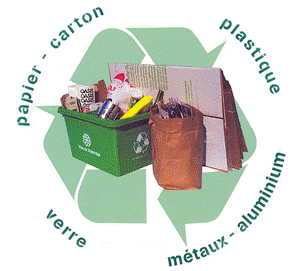 papier - carton
plastique
verre
métaux - aluminium